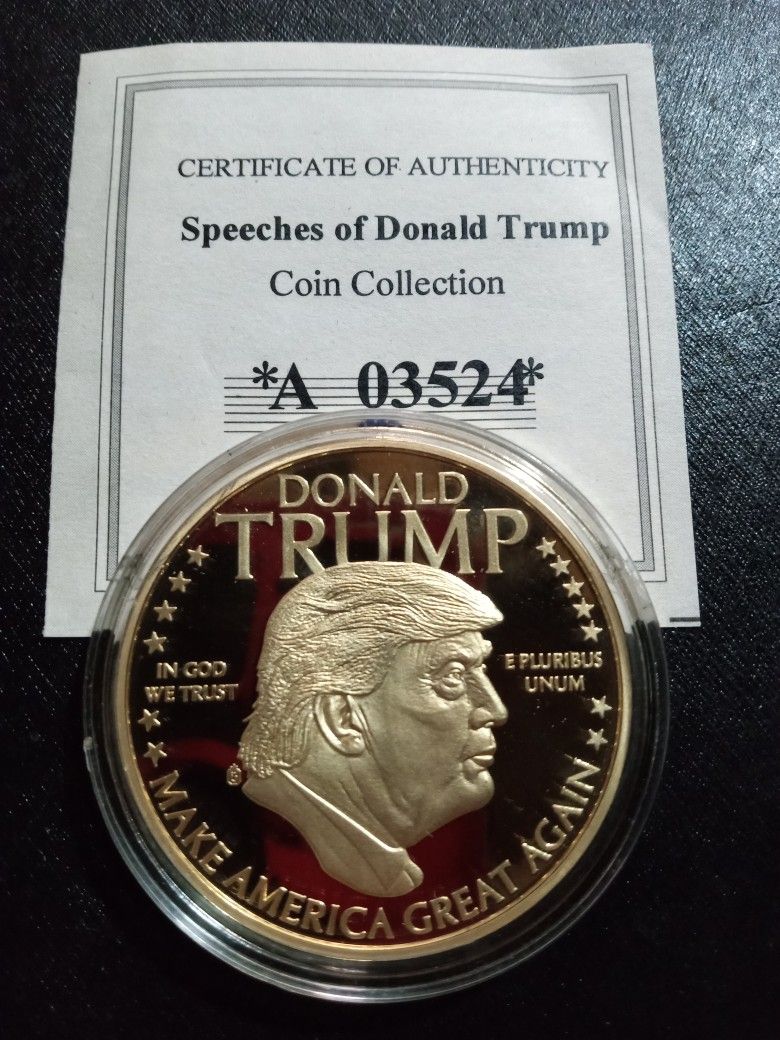 CERTIFICATE OF AUTHENTICITY
Speeches of Donald Trump
Coin Collection
*A 03524*
DONALD
TRUMP
IN GOD
WE TRUST
E PLURIBUS
UNUM
MAKE AMERICA GREAT AGAIN